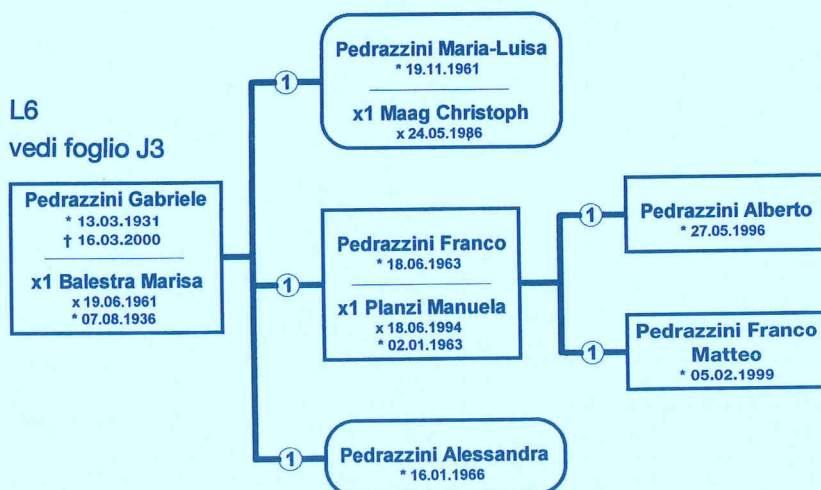 L6
vedi foglio J3
Pedrazzini Gabriele
* 13.03.1931
† 16.03.2000
x1 Balestra Marisa
x 19.06.1961
* 07.08.1936
1
Pedrazzini Maria-Luisa
* 19.11.1961
x1 Maag Christoph
x 24.05.1986
1
Pedrazzini Franco
* 18.06.1963
x1 Planzi Manuela
x 18.06.1994
* 02.01.1963
1
Pedrazzini Alessandra
* 16.01.1966
1
Pedrazzini Alberto
* 27.05.1996
1
Pedrazzini Franco
Matteo
* 05.02.1999